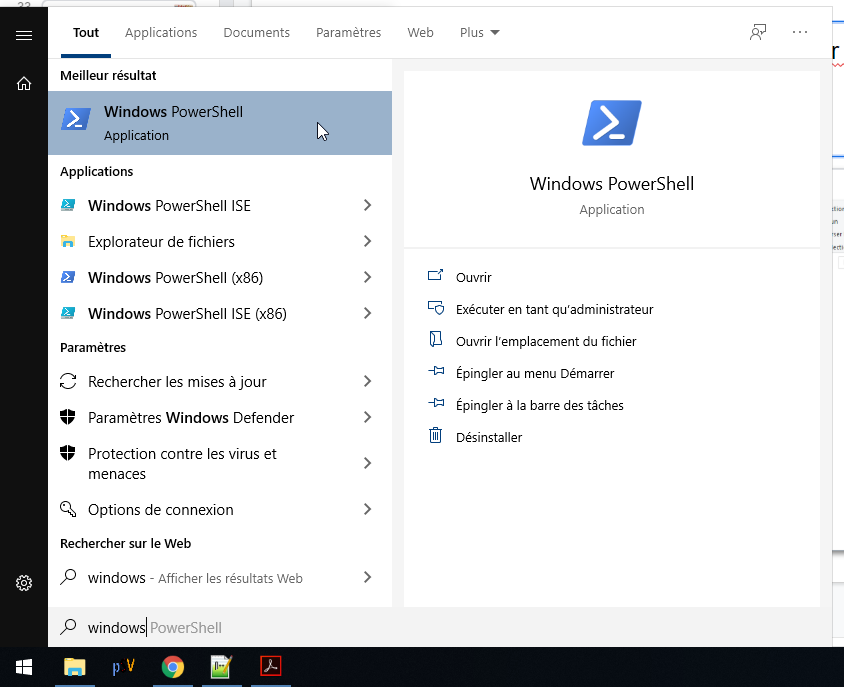 Tout Applications Documents Paramètres Web Plus
Meilleur résultat
Windows PowerShell
Application
Applications
Windows PowerShell ISE
Explorateur de fichiers
Windows PowerShell (x86)
Windows PowerShell ISE (x86)
Paramètres
Rechercher les mises à jour
Paramètres Windows Defender
Protection contre les virus et
menaces
Options de connexion
Rechercher sur le Web
windows - Afficher les résultats Web
windows PowerShell
Windows PowerShell
Application
Ouvrir
Exécuter en tant qu'administrateur
Ouvrir l'emplacement du fichier
Épingler au menu Démarrer
Épingler à la barre des tâches
Désinstaller